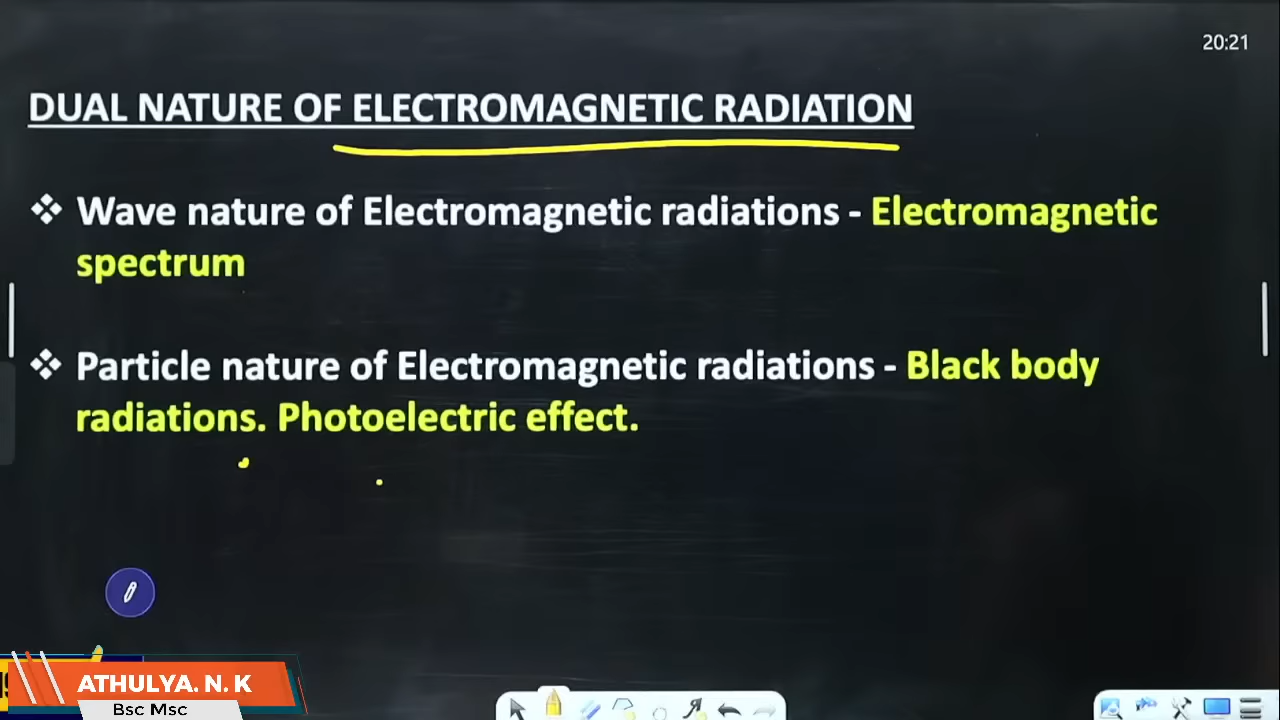 20:21
DUAL NATURE OF ELECTROMAGNETIC RADIATION
❖ Wave nature of Electromagnetic radiations - Electromagnetic
spectrum
❖ Particle nature of Electromagnetic radiations - Black body
radiations. Photoelectric effect.
ATHULYA. N. K
Bsc Msc